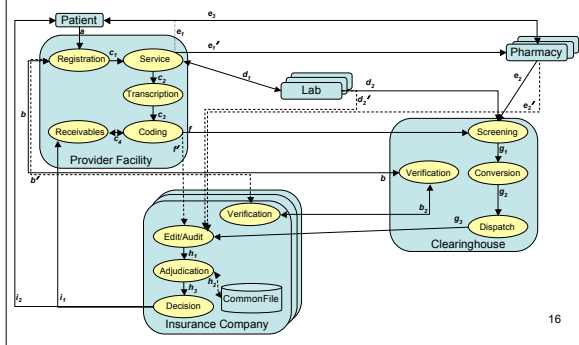 e3
Patient
a
e1
e1′
Pharmacy
Registration
c1
Service
c2
d1
Lab
d2
d2′
e2
e2′
Transcription
c3
b
Receivables
c4
Coding
f
f′
Provider Facility
b′
Screening
g1
Verification
Conversion
b
g2
b2
Verification
g3
Dispatch
Clearinghouse
Edit/Audit
h1
Adjudication
h2
h3
CommonFile
i2
i1
Decision
Insurance Company
16